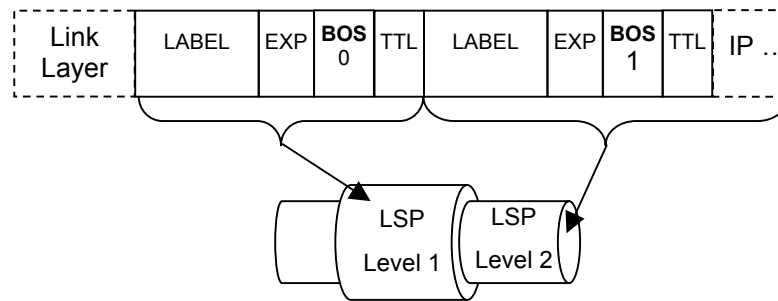 Link
Layer
LABEL EXP BOS TTL LABEL EXP BOS TTL IP ..
0 1
LSP LSP
Level 1 Level 2